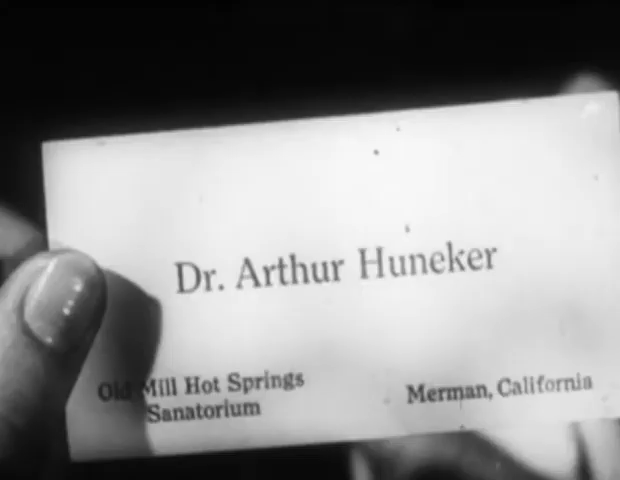 Dr. Arthur Huneker
Old Mill Hot Springs
Sanatorium
Merman, California